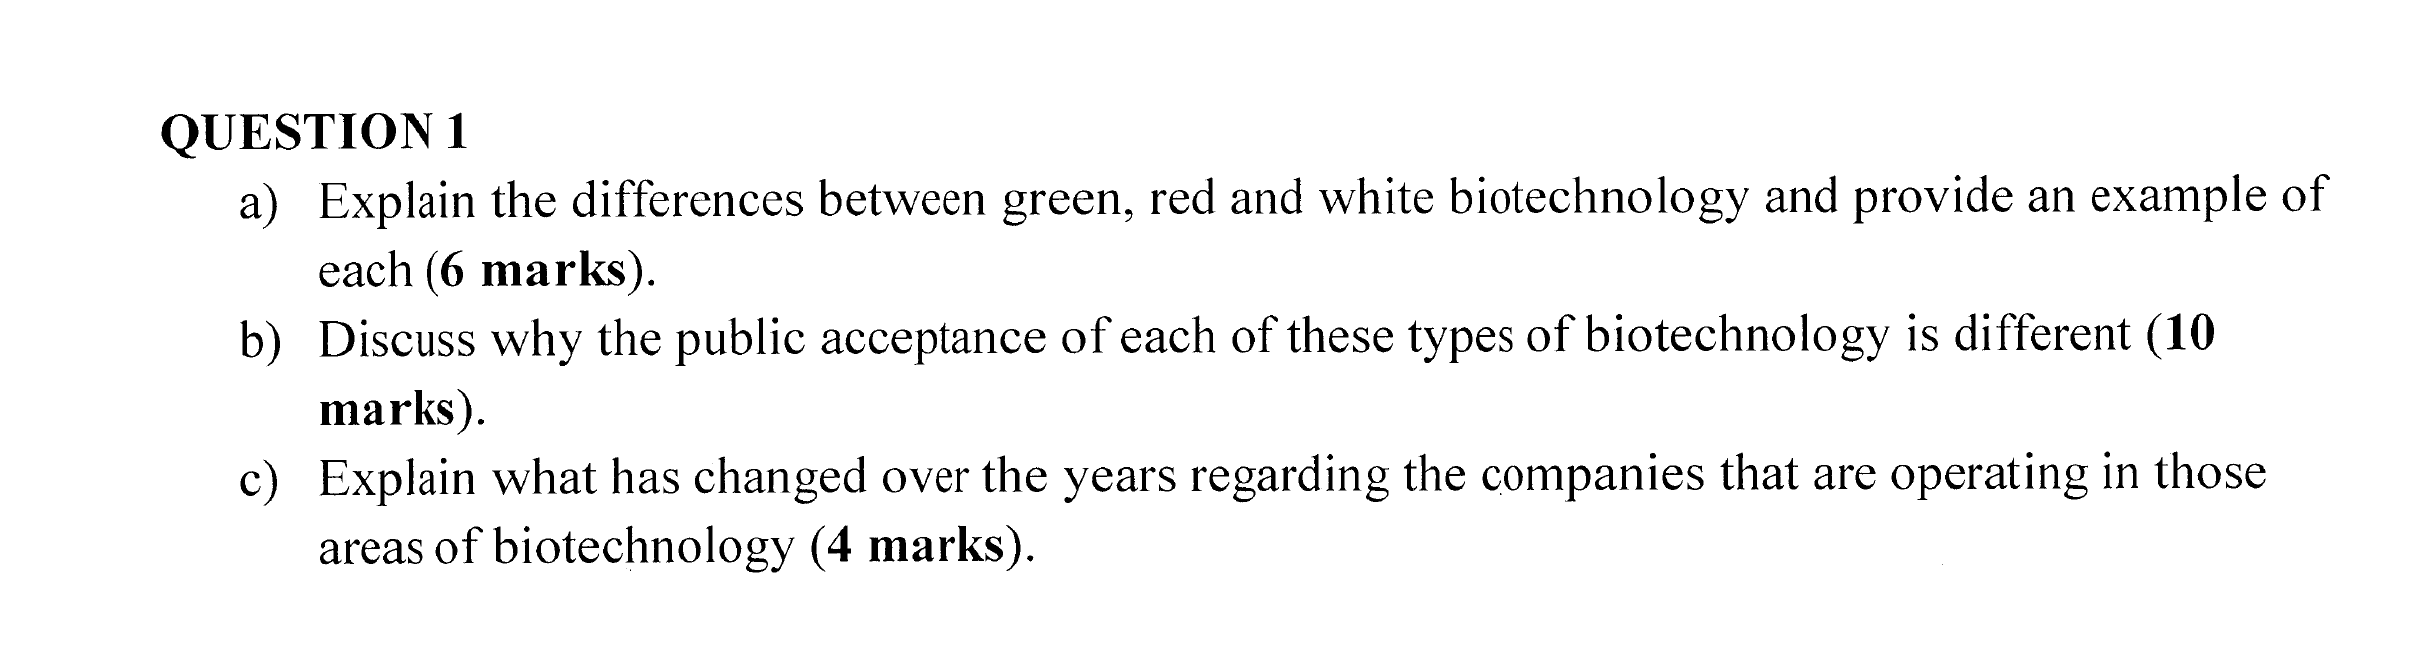 QUESTION 1
a) Explain the differences between green, red and white biotechnology and provide an example of
each (6 marks).
b) Discuss why the public acceptance of each of these types of biotechnology is different (10
marks).
c) Explain what has changed over the years regarding the companies that are operating in those
areas of biotechnology (4 marks).